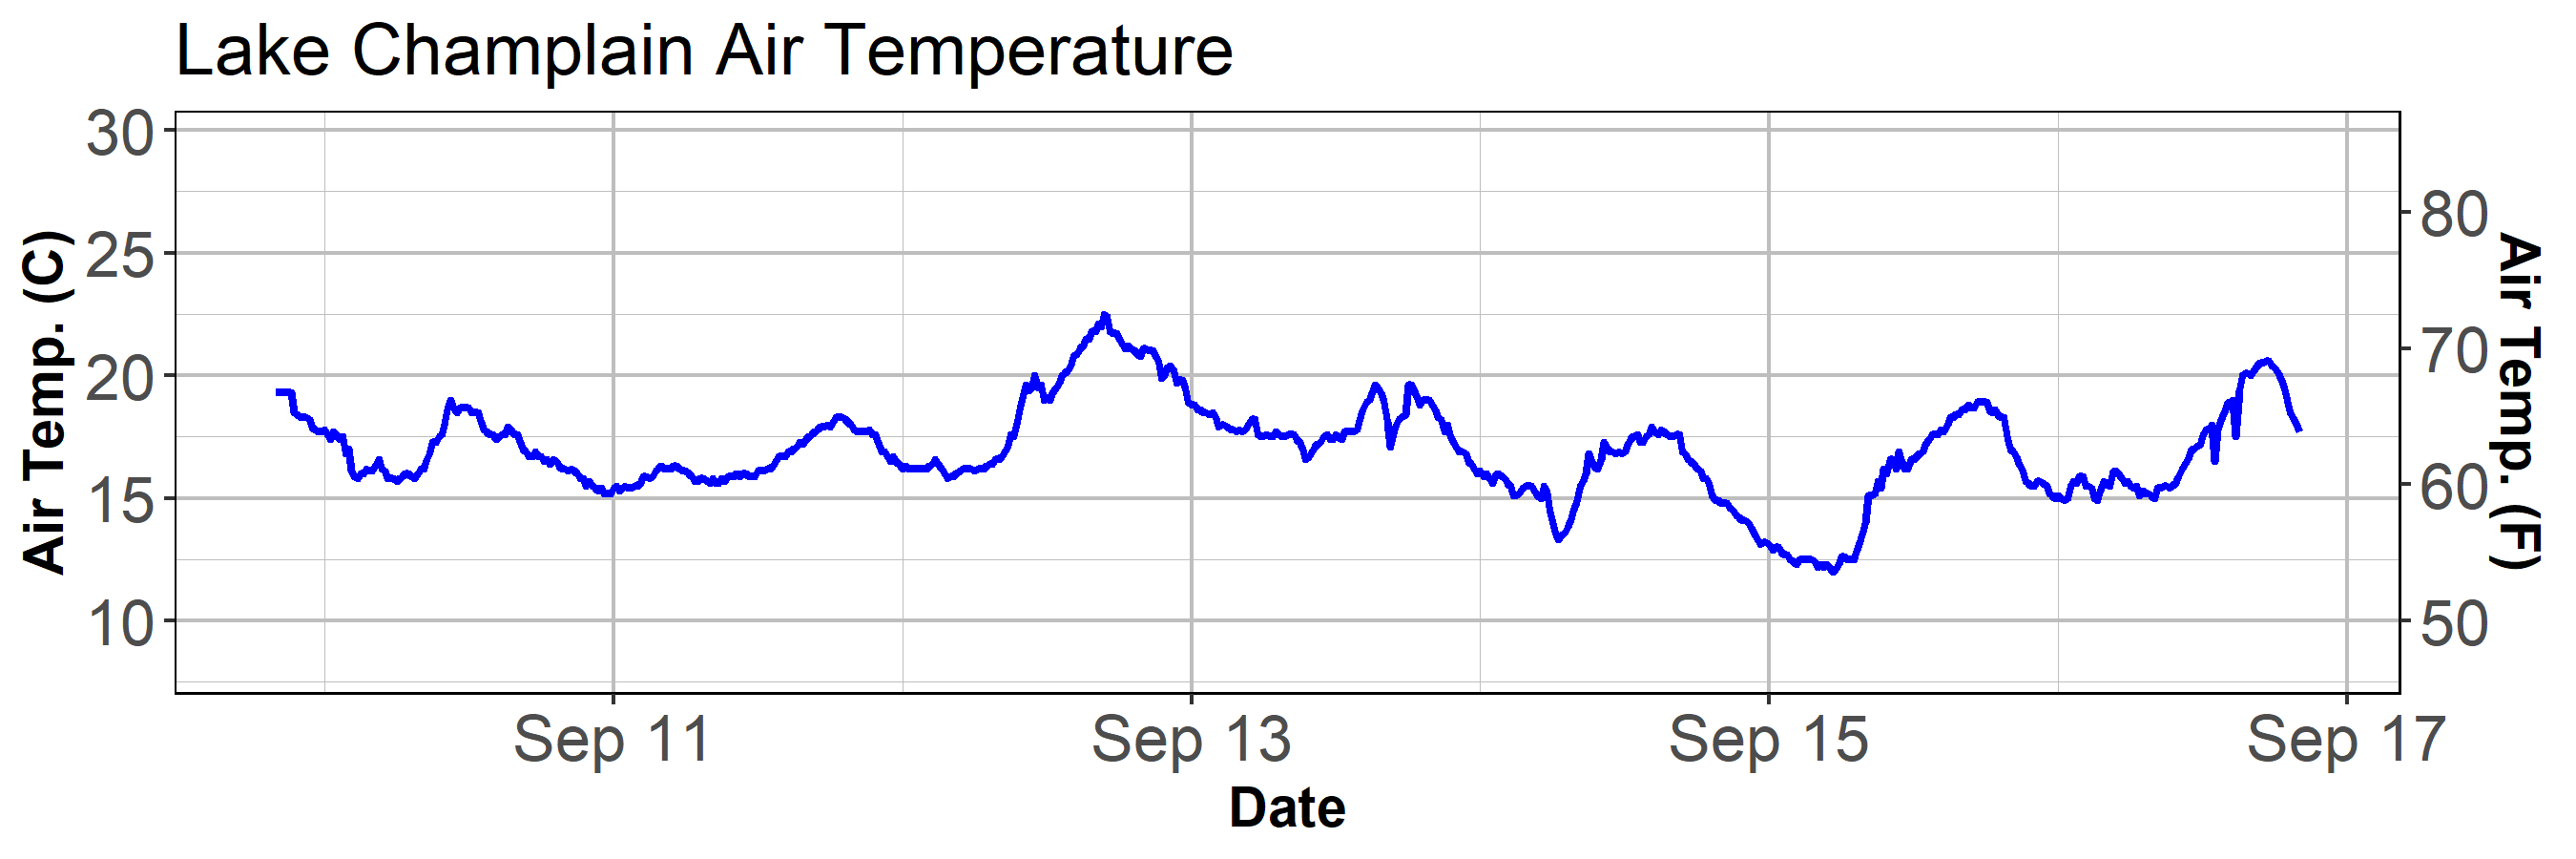 Lake Champlain Air Temperature
30
25
20
15
10
Air Temp. (C)
80
70
60
50
Air Temp. (F)
Sep 11
Sep 13
Sep 15
Sep 17
Date